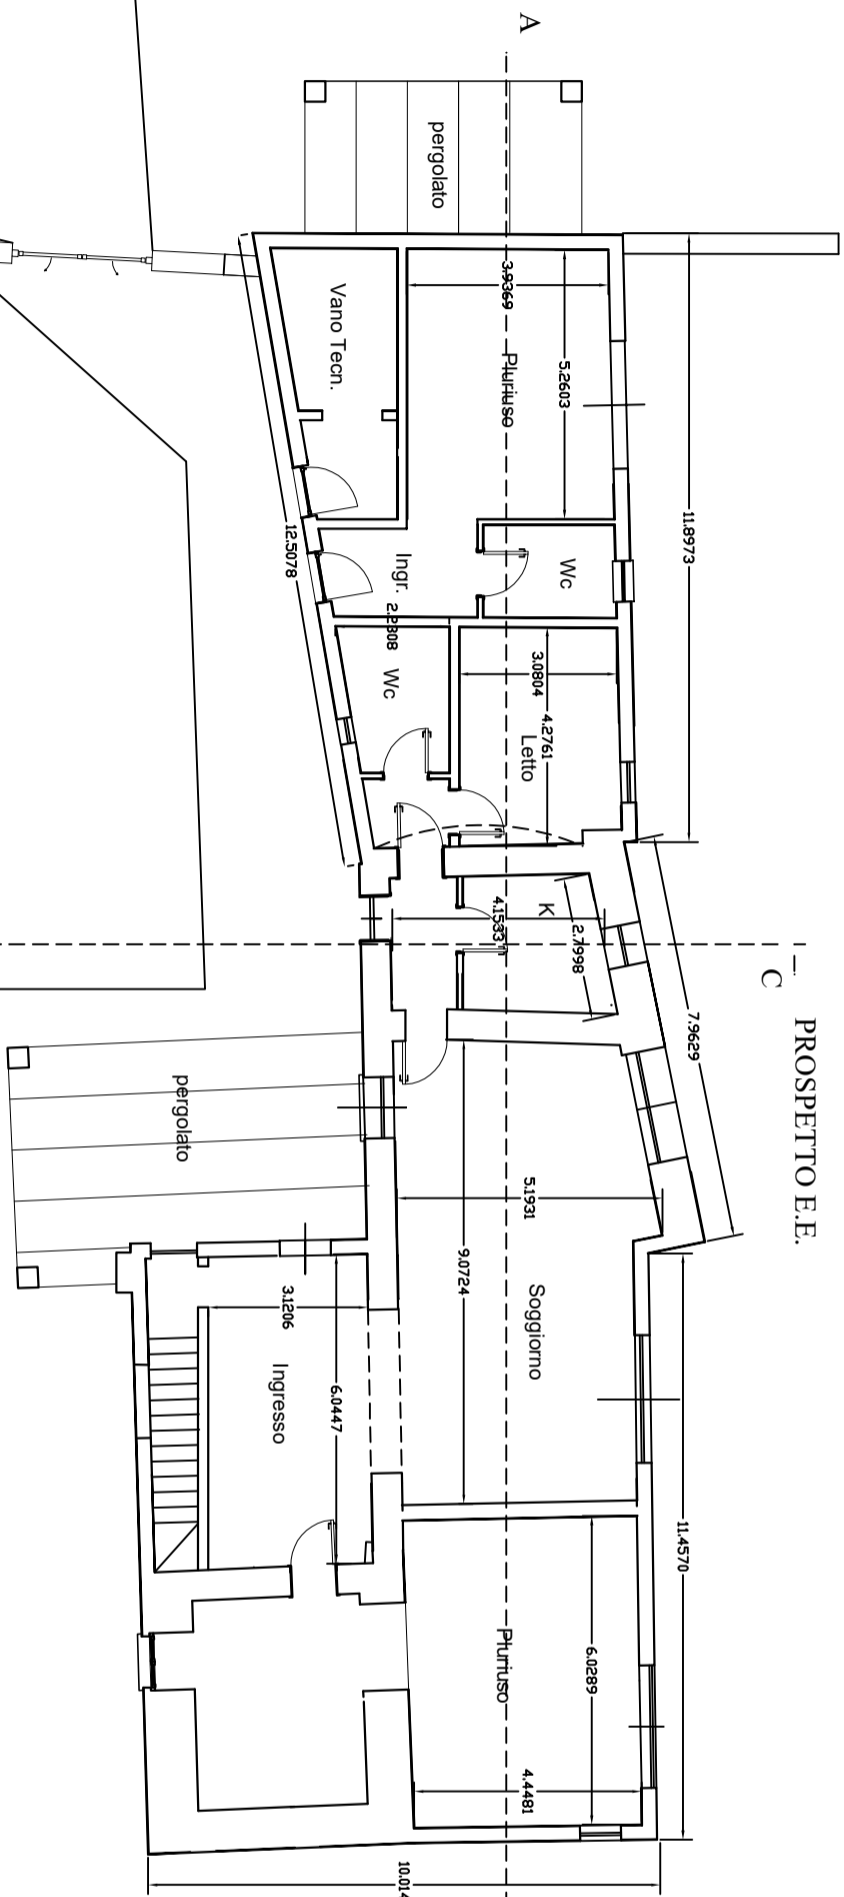 A
pergolato
Vano Tecn.
3.9369
Pluriuso
5.2603
11.8973
12.5078
Ingr.
Wc
2.2808
Wc
3.0804
4.2761
Letto
K
4.1533
2.7998
C
PROSPETTO E.E.
7.9629
pergolato
5.1931
9.0724
Soggiorno
3.1206
6.0447
Ingresso
11.4570
Pluriuso
6.0289
4.4481